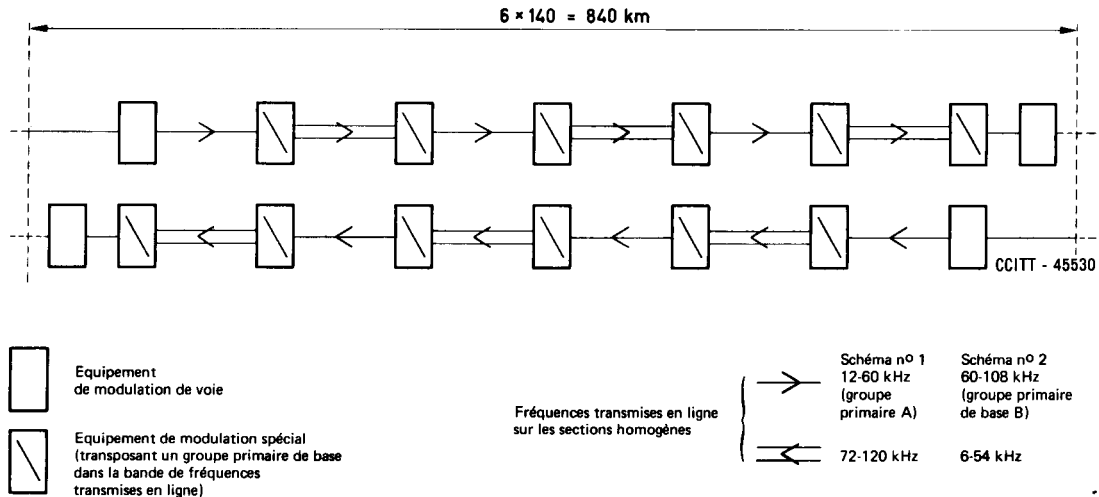 6 × 140 = 840 km
CCITT - 45530
Equipement
de modulation de voie
Equipement de modulation spécial
(transposant un groupe primaire de base
dans la bande de fréquences
transmises en ligne)
Fréquences transmises en ligne
sur les sections homogènes
Schéma nº 1
12-60 kHz
(groupe
primaire A)
72-120 kHz
Schéma nº 2
60-108 kHz
(groupe primaire
de base B)
6-54 kHz